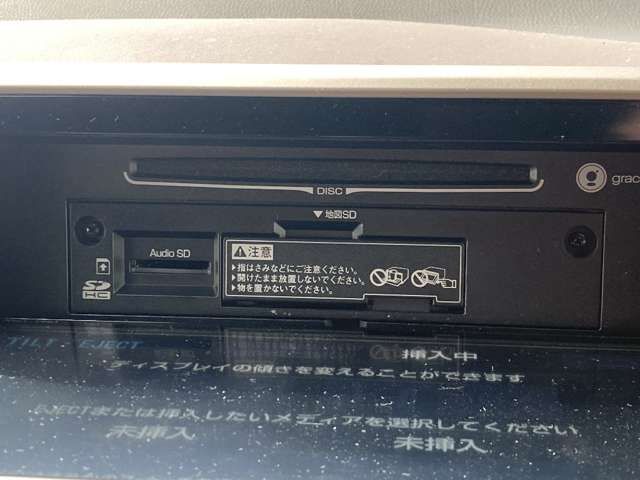 DISC
grac
▼地図SD
Audio SD
SD
HC
⚠注意
▶指はさみなどにご注意ください。
▶開けたまま放置しないでください。
▶物を置かないでください。
TILT・EJECT
挿入中
ディスプレイの傾きを変えることができます
EJECTまたは挿入したいメディアを選択してください
未挿入 未挿入